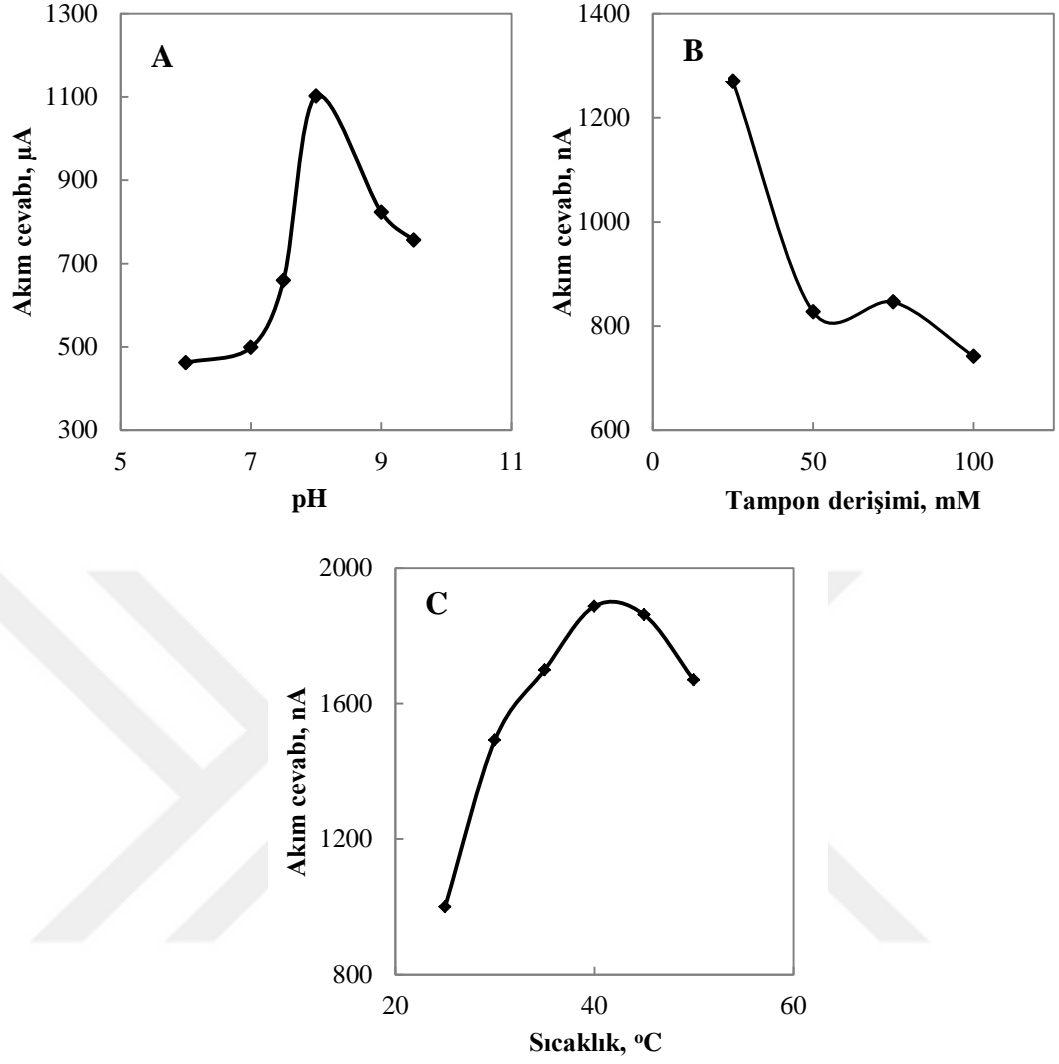 A
Akım cevabı, µA
1300
1100
900
700
500
300
5 7 9 11
pH
B
Akım cevabı, nA
1400
1200
1000
800
600
0 50 100
Tampon derişimi, mM
C
Akım cevabı, nA
2000
1600
1200
800
20 40 60
Sıcaklık, ᵒC